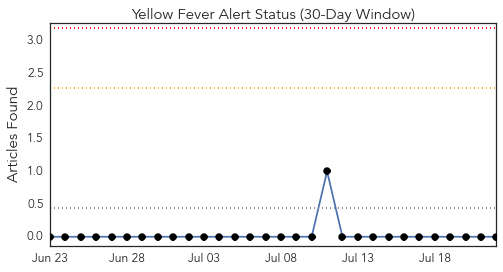 Yellow Fever Alert Status (30-Day Window)
Articles Found
3.0
2.5
2.0
1.5
1.0
0.5
0.0
Jun 23 Jun 28 Jul 03 Jul 08 Jul 13 Jul 18